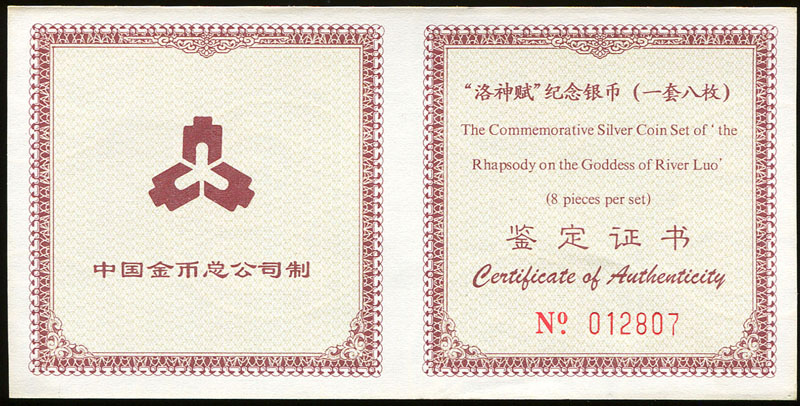 中国金币总公司制
“洛神赋”纪念银币（一套八枚）
The Commemorative Silver Coin Set of ‘ the
Rhapsody on the Goddess of River Luo’
(8 pieces per set)
鉴定证书
Certificate of Authenticity
Nº. 012807